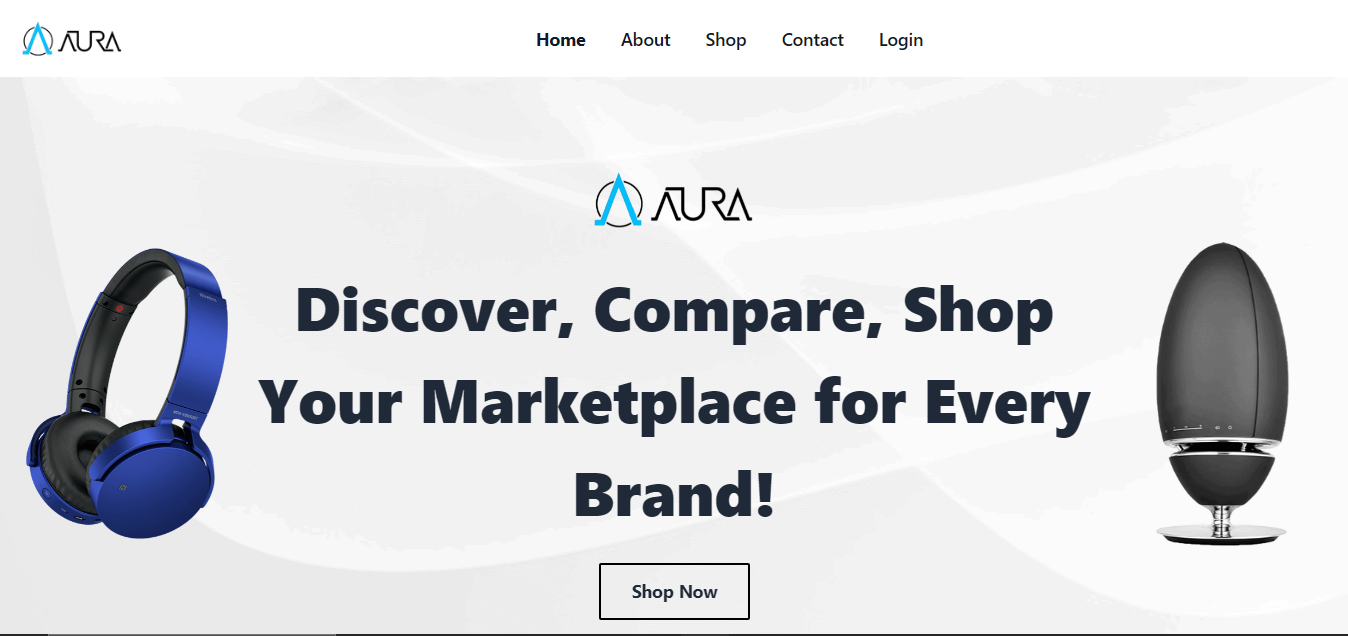 AURA
Home About Shop Contact Login
AURA
Discover, Compare, Shop
Your Marketplace for Every
Brand!
Shop Now